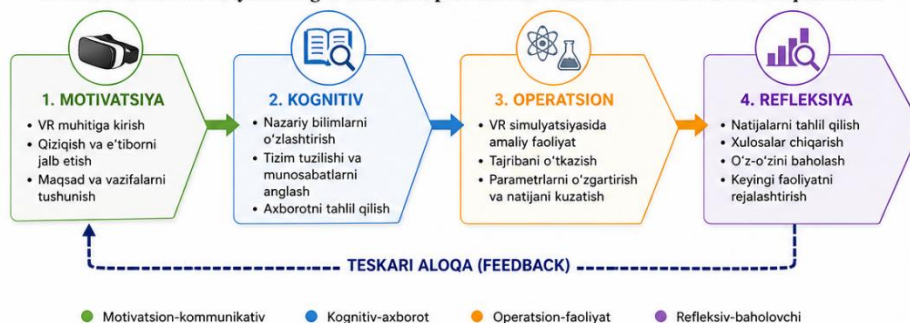 1. MOTIVATSIYA
• VR muhitiga kirish
• Qiziqish va e'tiborni
jalb etish
• Maqsad va vazifalarni
tushunish
2. KOGNITIV
• Nazariy bilimlarni
o'zlashtirish
• Tizim tuzilishi va
munosabatlarni
anglash
• Axborotni tahlil qilish
3. OPERATSION
• VR simulyatsiyasida
amaliy faoliyat
• Tajribani o'tkazish
• Parametrlarni o'zgartirish
va natijani kuzatish
4. REFLEKSIYA
• Natijalarni tahlil qilish
• Xulosalar chiqarish
• O'z-o'zini baholash
• Keyingi faoliyatni
rejalashtirish
TESKARI ALOQA (FEEDBACK)
Motivatsion-kommunikativ
Kognitiv-axborot
Operatsion-faoliyat
Refleksiv-baholovchi